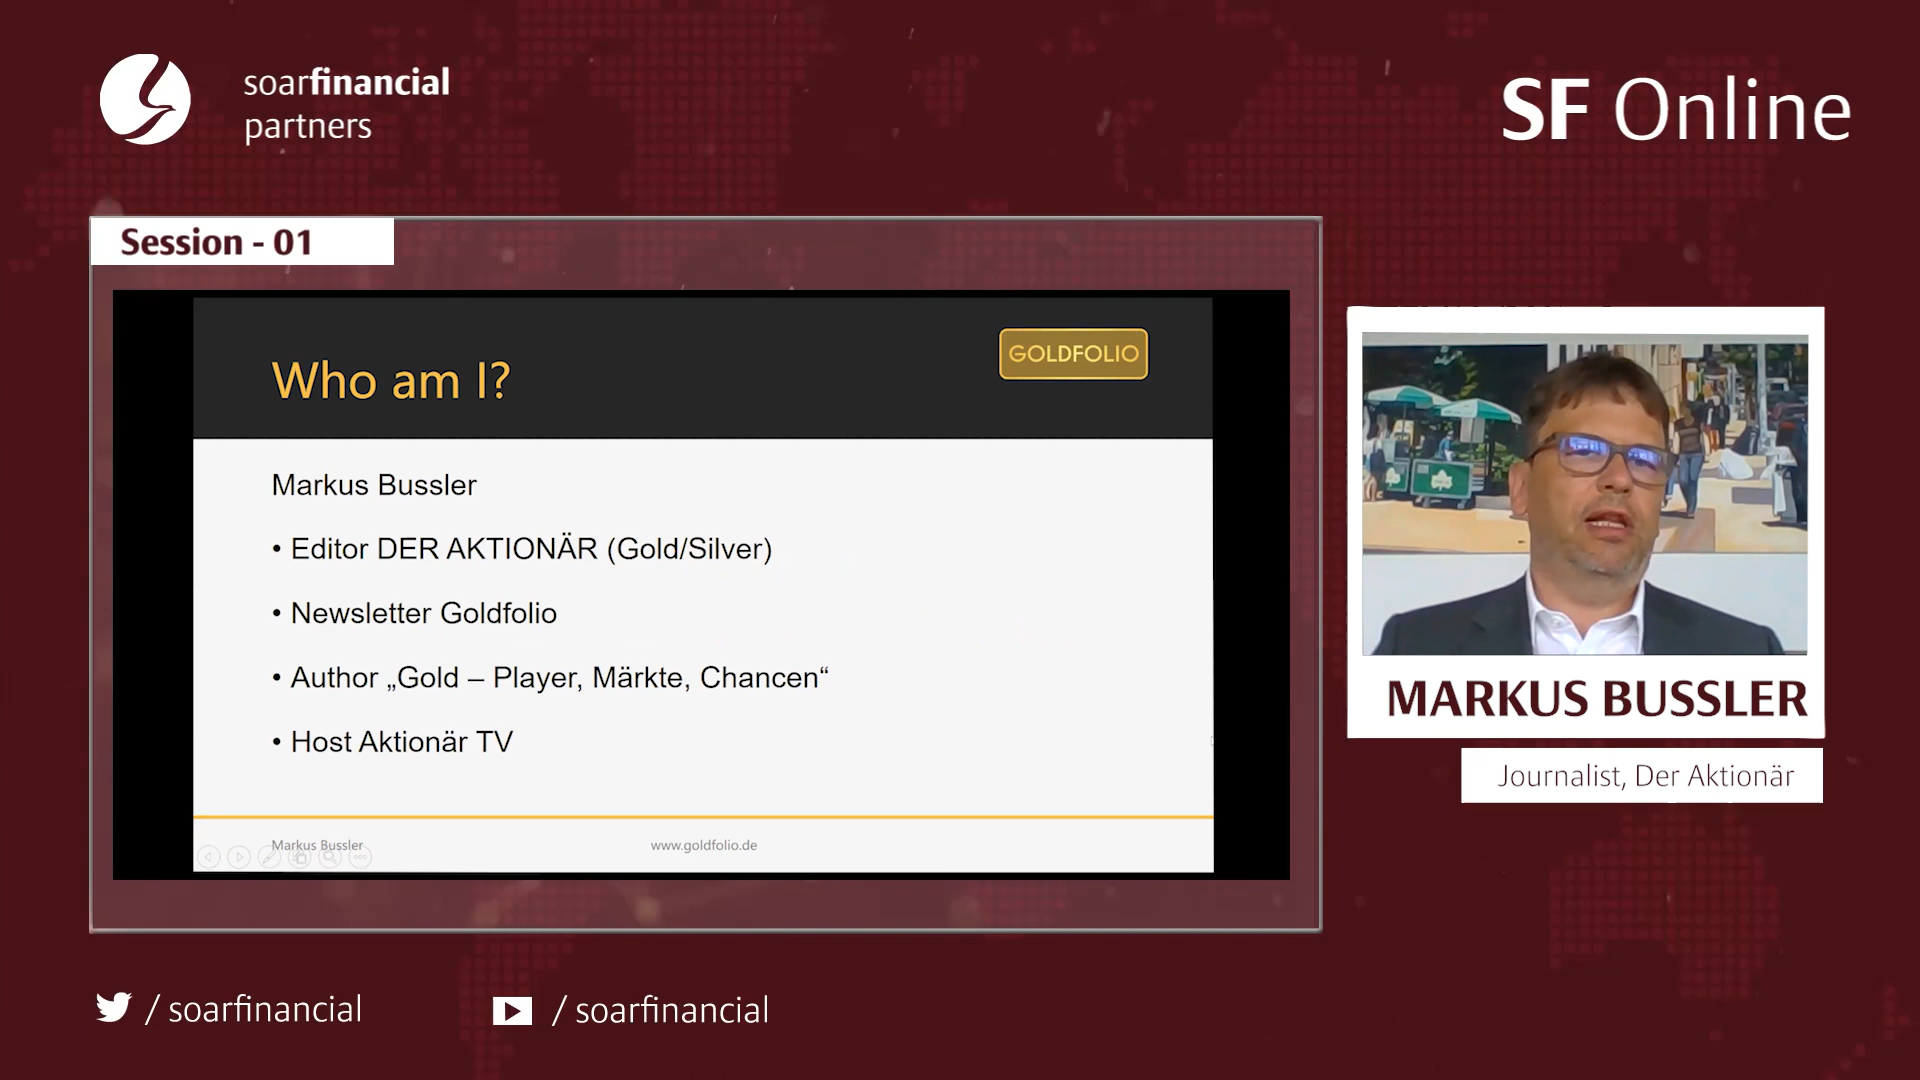 soarfinancial
partners
SF Online
Session - 01
GOLDFOLIO
Who am I?
Markus Bussler
• Editor DER AKTIONÄR (Gold/Silver)
• Newsletter Goldfolio
• Author „Gold – Player, Märkte, Chancen“
• Host Aktionär TV
Markus Bussler
www.goldfolio.de
MARKUS BUSSLER
Journalist, Der Aktionär
/ soarfinancial
/ soarfinancial